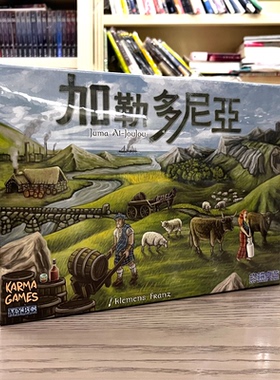 加勒多尼亞
Juma Al-JouJou
KARMA
GAMES
klemens franz